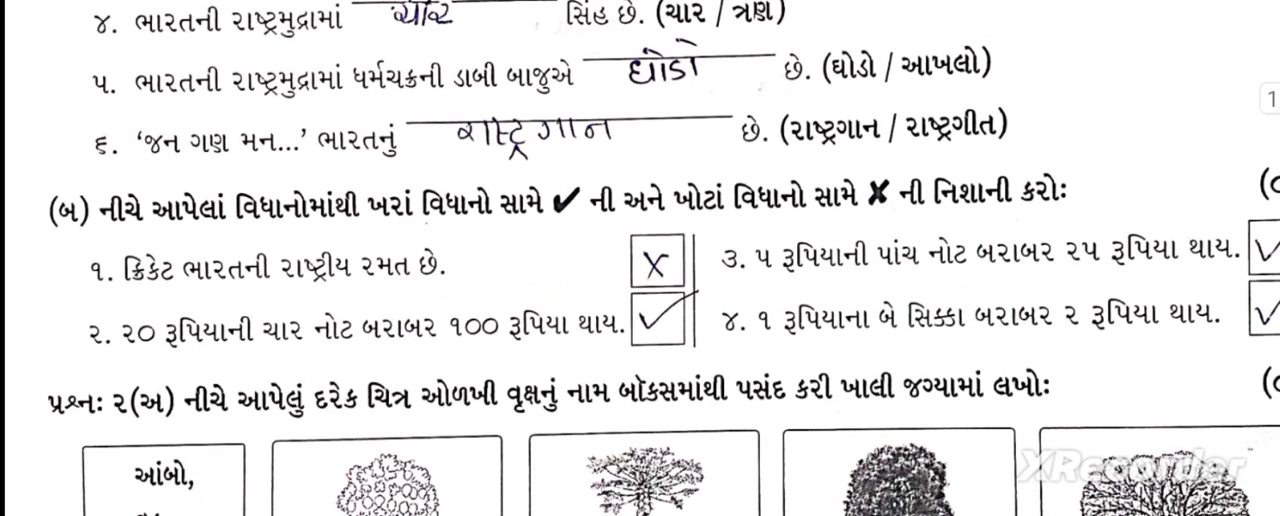 ૪. ભારતની રાષ્ટ્રમુદ્રામાં ચાર સિંહ છે. (ચાર / ત્રણ)
૫. ભારતની રાષ્ટ્રમુદ્રામાં ધર્મચક્રની ડાબી બાજુએ ઘોડો છે. (ઘોડો / આખલો)
૬. ‘જન ગણ મન...’ ભારતનું રાષ્ટ્રગાન છે. (રાષ્ટ્રગાન / રાષ્ટ્રગીત)
(બ) નીચે આપેલાં વિધાનોમાંથી ખરાં વિધાનો સામે ✔ ની અને ખોટાં વિધાનો સામે ✘ ની નિશાની કરોઃ
૧. ક્રિકેટ ભારતની રાષ્ટ્રીય રમત છે. ✗
૨. ૨૦ રૂપિયાની ચાર નોટ બરાબર ૧૦૦ રૂપિયા થાય. ✓
૩. ૫ રૂપિયાની પાંચ નોટ બરાબર ૨૫ રૂપિયા થાય. ✓
૪. ૧ રૂપિયાના બે સિક્કા બરાબર ૨ રૂપિયા થાય. ✓
પ્રશ્નઃ ૨(અ) નીચે આપેલું દરેક ચિત્ર ઓળખી વૃક્ષનું નામ બૉક્સમાંથી પસંદ કરી ખાલી જગ્યામાં લખોઃ
આંબો,
XRecorder